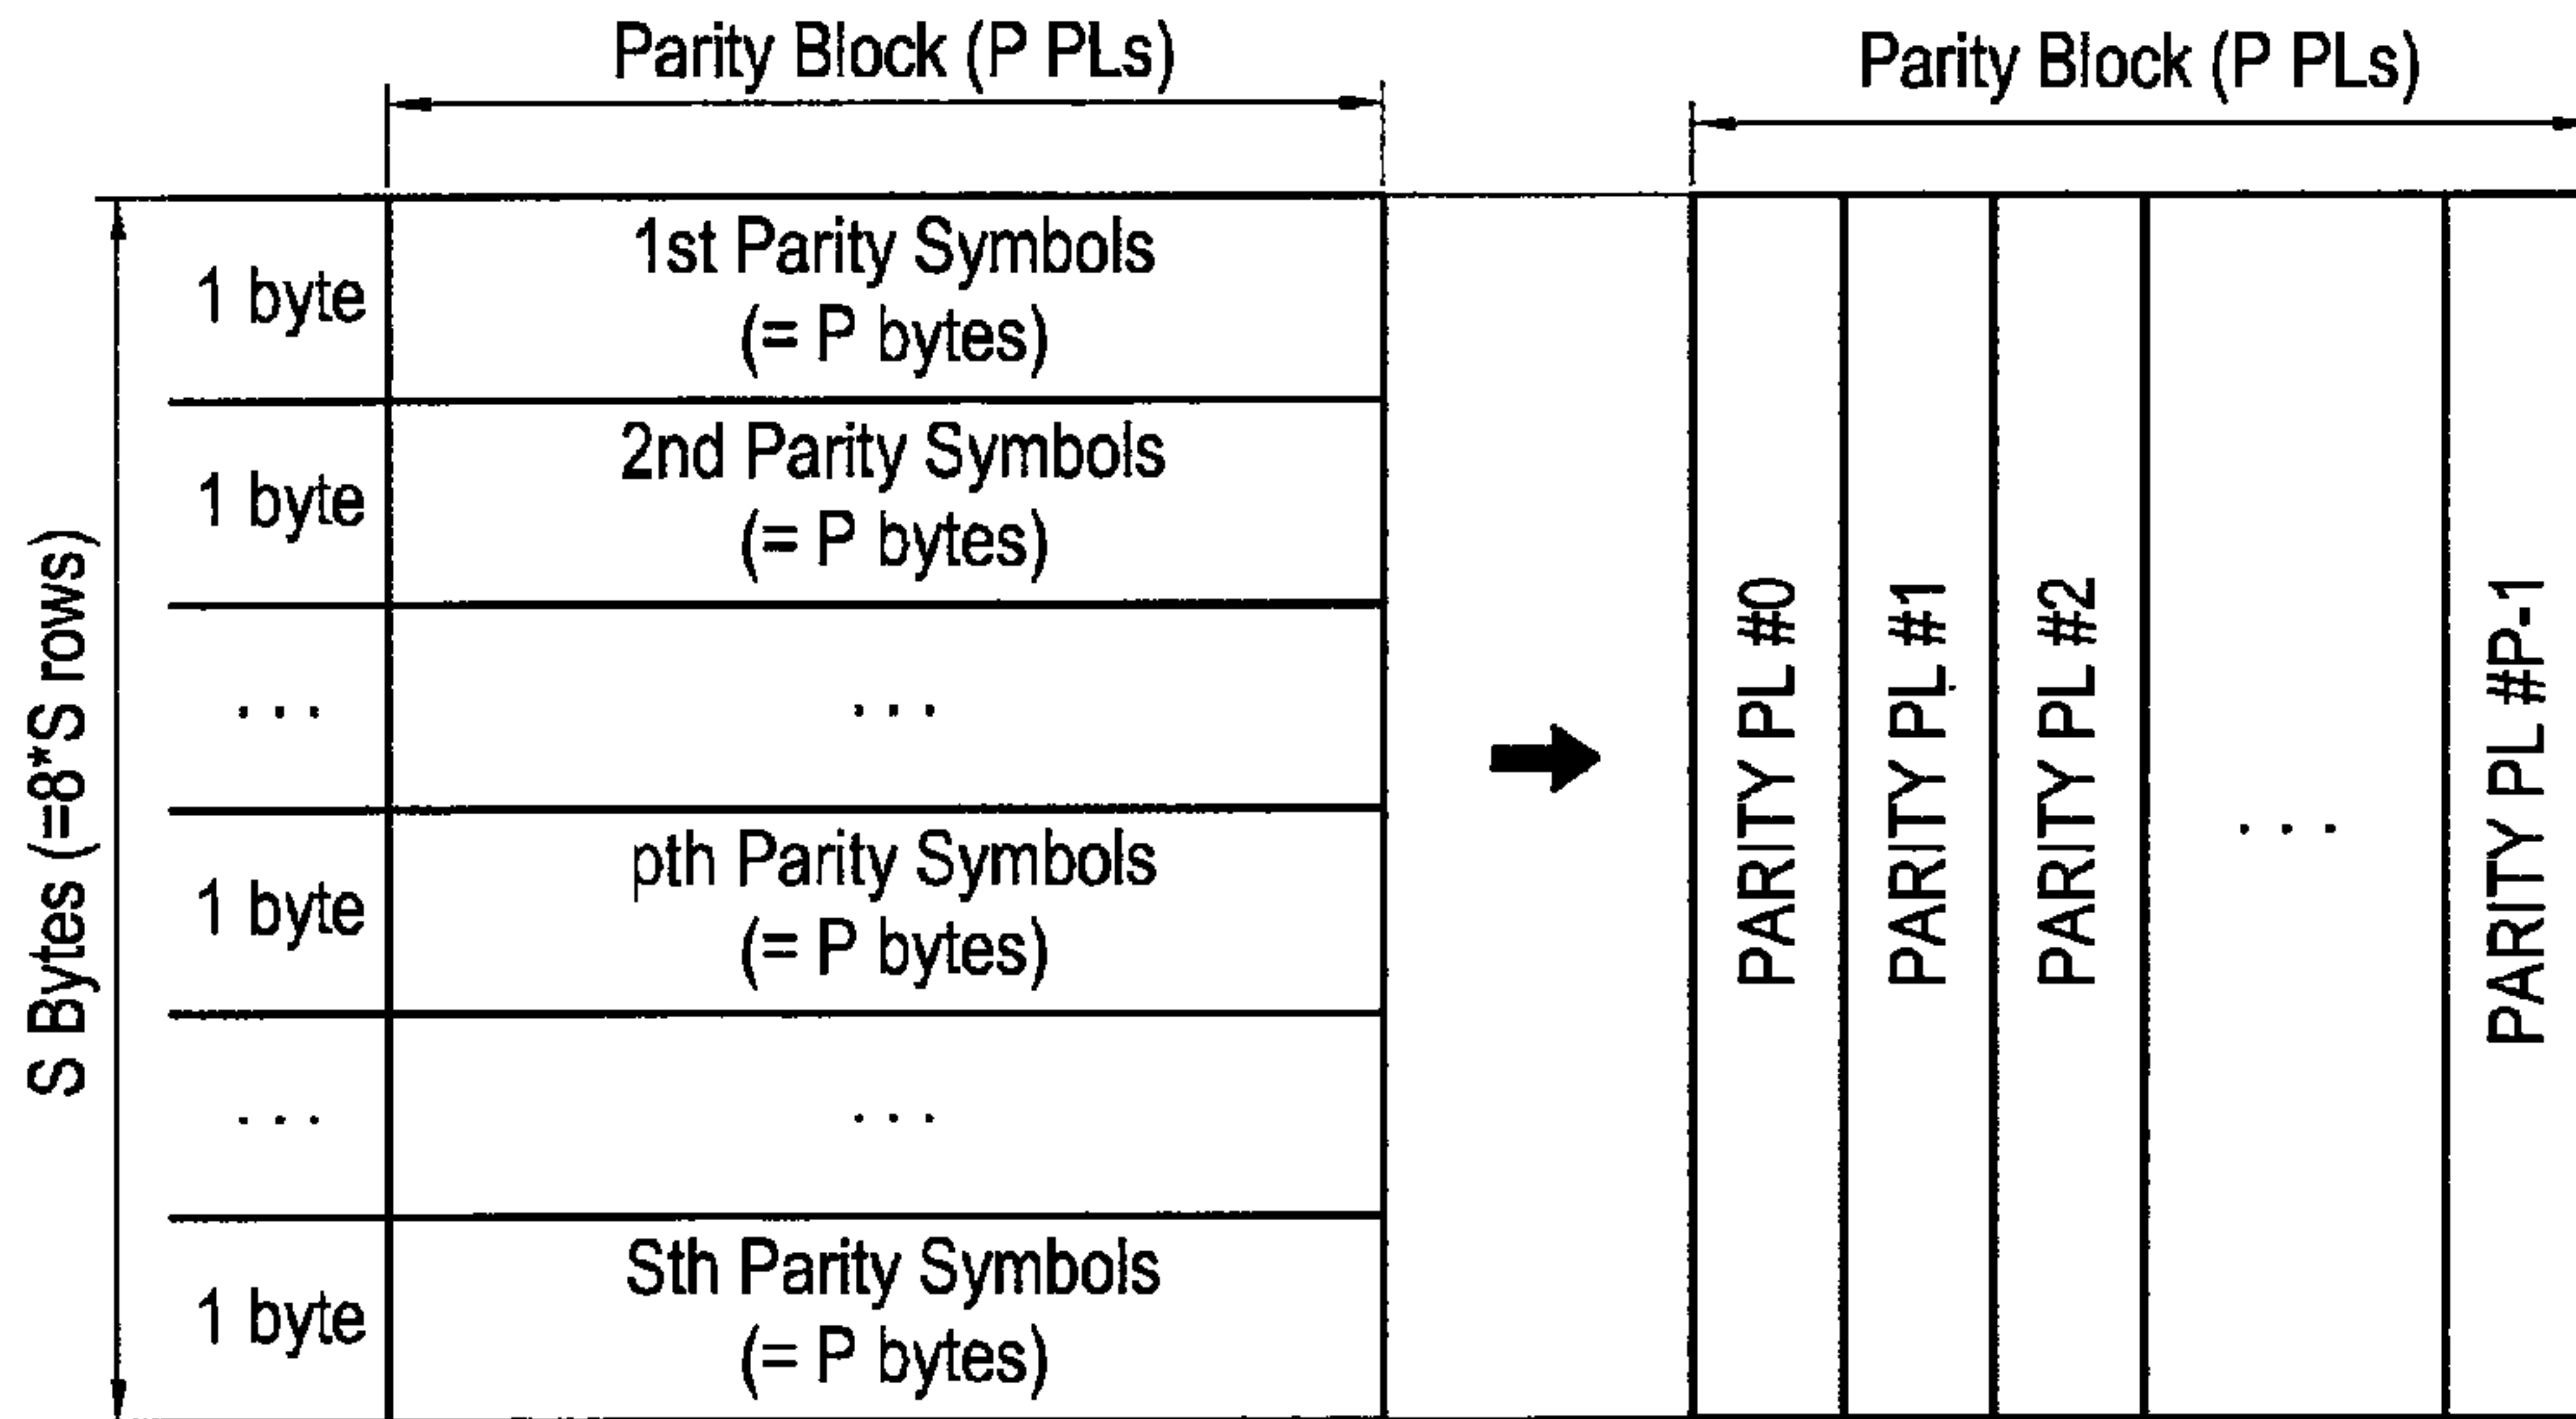 Parity Block (P PLs)
Parity Block (P PLs)
S Bytes (=8*S rows)
1 byte
1st Parity Symbols
(= P bytes)
1 byte
2nd Parity Symbols
(= P bytes)
...
...
1 byte
pth Parity Symbols
(= P bytes)
...
...
1 byte
Sth Parity Symbols
(= P bytes)
PARITY PL #0
PARITY PL #1
PARITY PL #2
...
PARITY PL #P-1